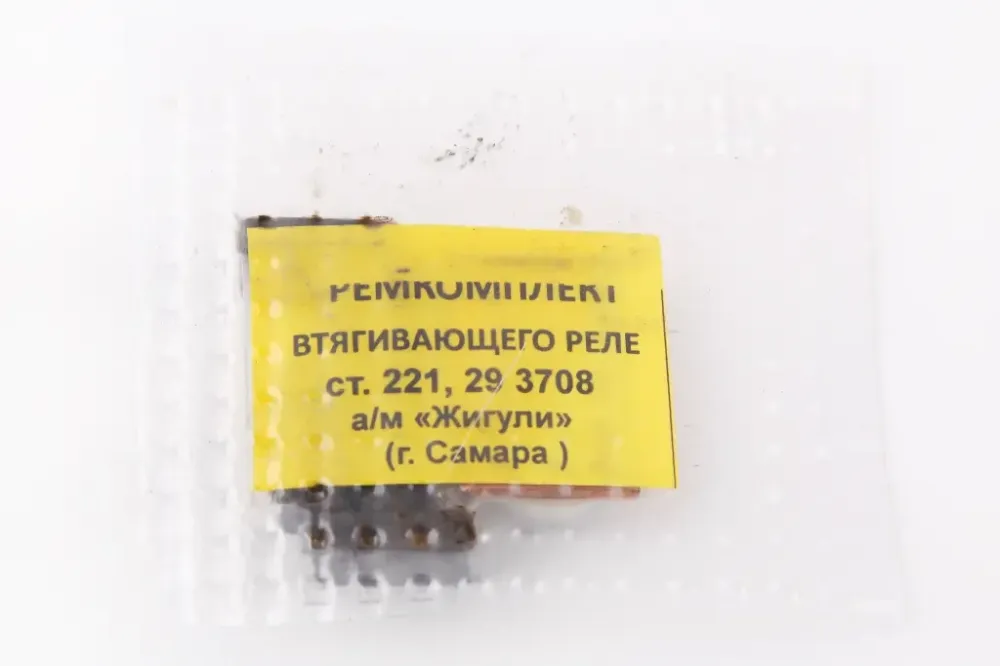 РЕМКОМПЛЕКТ
ВТЯГИВАЮЩЕГО РЕЛЕ
ст. 221, 29 3708
а/м «Жигули»
(г. Самара )